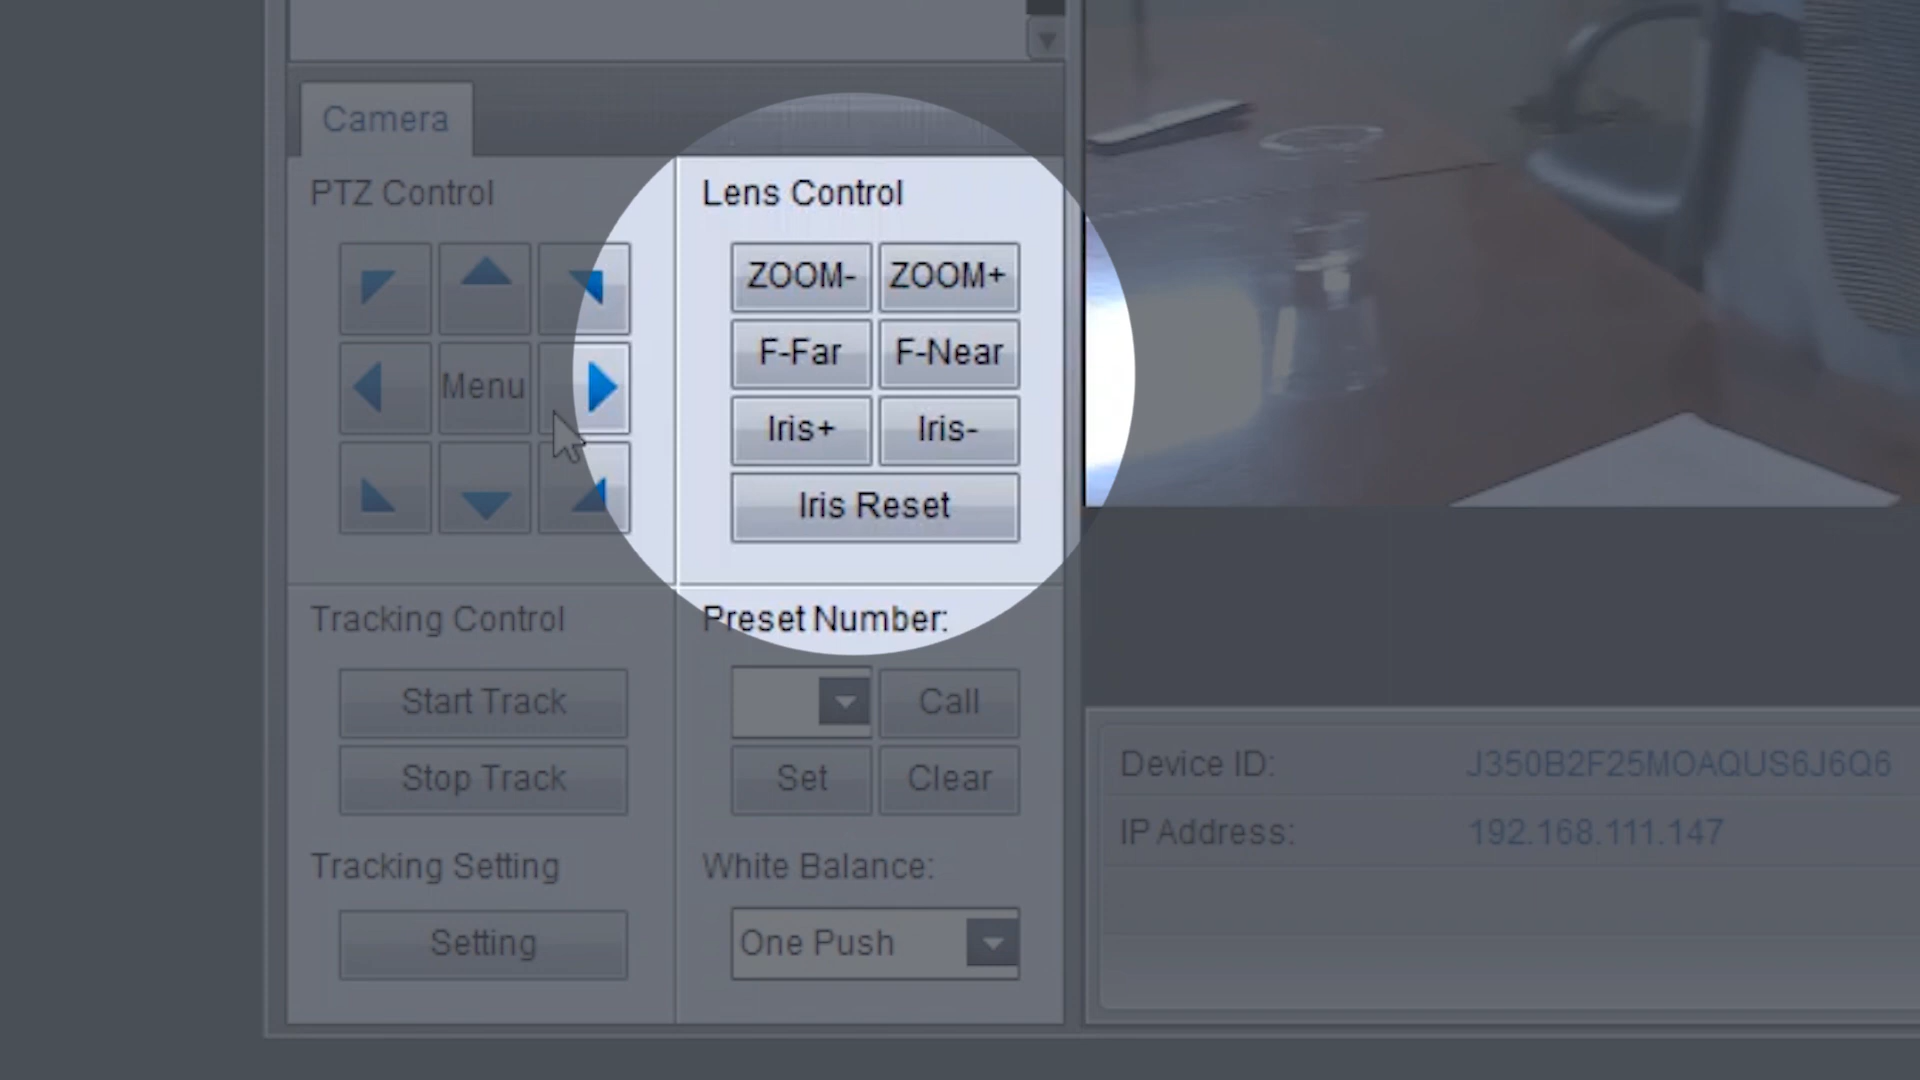 Camera
PTZ Control
Menu
Lens Control
ZOOM- ZOOM+
F-Far F-Near
Iris+ Iris-
Iris Reset
Tracking Control
Start Track
Stop Track
Tracking Setting
Setting
Preset Number:
Call
Set Clear
White Balance:
One Push
Device ID: J350B2F25MOAQUS6J6Q6
IP Address: 192.168.111.147